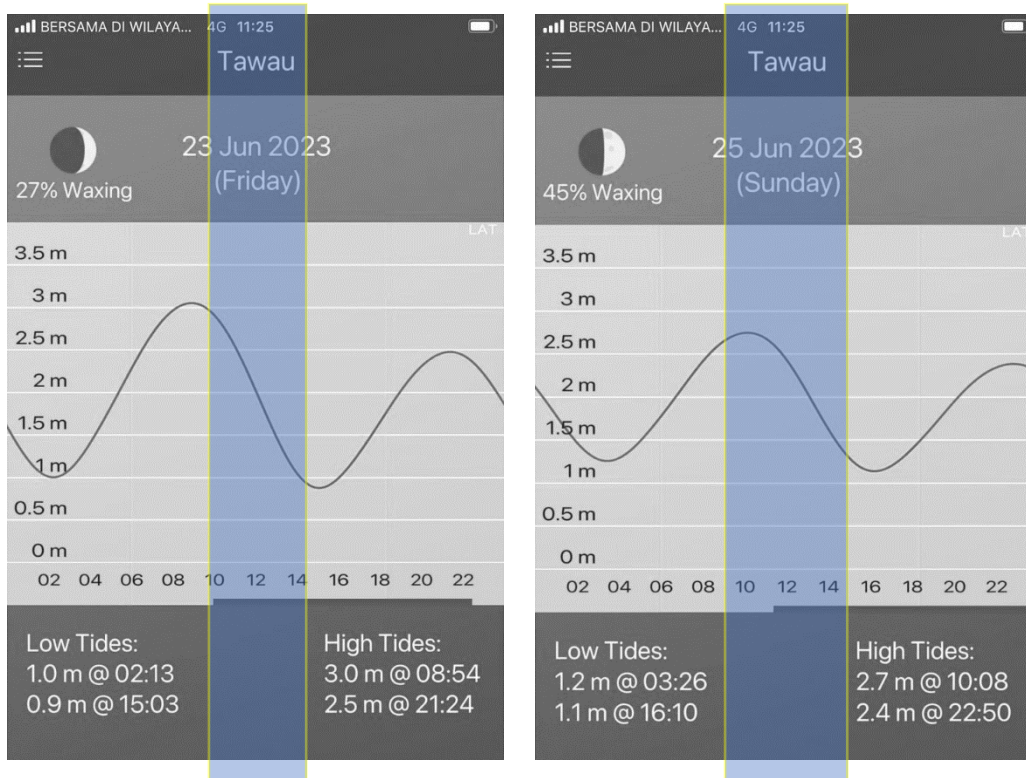 BERSAMA DI WILAYA... 4G 11:25
Tawau
23 Jun 2023
(Friday)
27% Waxing
LAT
3.5 m
3 m
2.5 m
2 m
1.5 m
1 m
0.5 m
0 m
02 04 06 08 10 12 14 16 18 20 22
Low Tides:
1.0 m @ 02:13
0.9 m @ 15:03
High Tides:
3.0 m @ 08:54
2.5 m @ 21:24
BERSAMA DI WILAYA... 4G 11:25
Tawau
25 Jun 2023
(Sunday)
45% Waxing
LA
3.5 m
3 m
2.5 m
2 m
1.5 m
1 m
0.5 m
0 m
02 04 06 08 10 12 14 16 18 20 22
Low Tides:
1.2 m @ 03:26
1.1 m @ 16:10
High Tides:
2.7 m @ 10:08
2.4 m @ 22:50